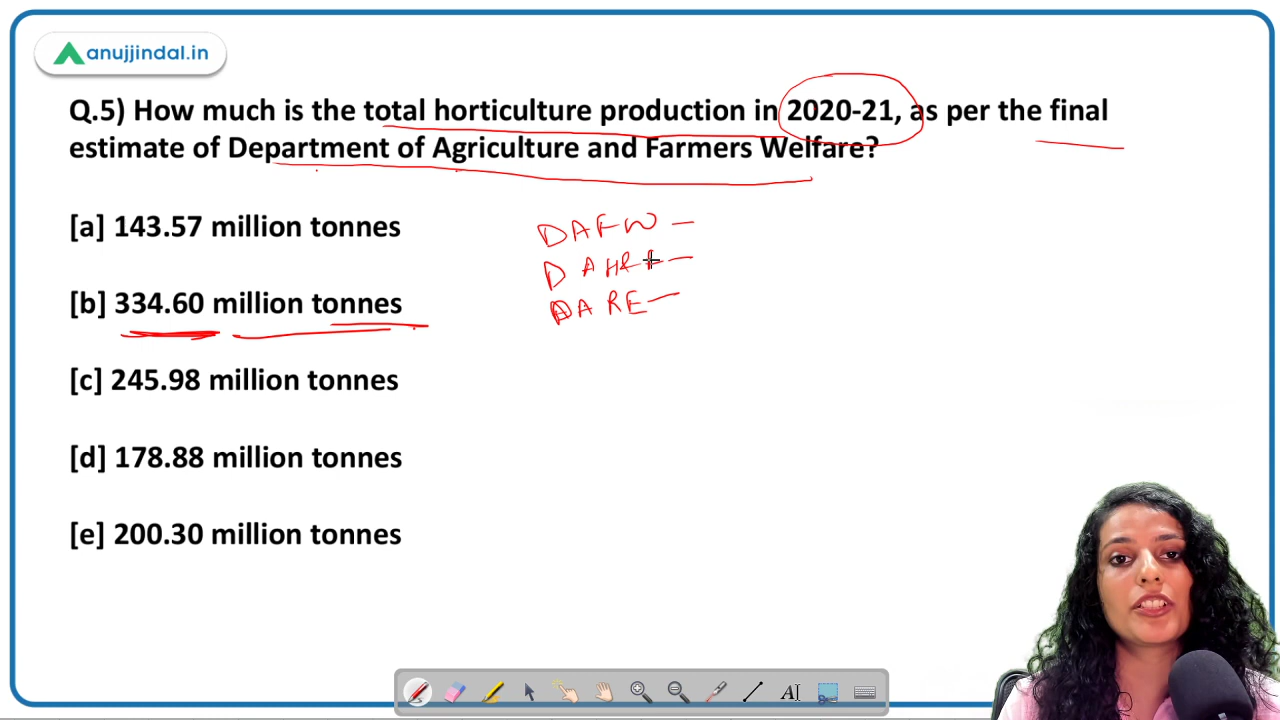 anujjindal.in
Q.5) How much is the total horticulture production in 2020-21, as per the final
estimate of Department of Agriculture and Farmers Welfare?
[a] 143.57 million tonnes
DAFW -
[b] 334.60 million tonnes
DARE -
[c] 245.98 million tonnes
[d] 178.88 million tonnes
[e] 200.30 million tonnes
AI